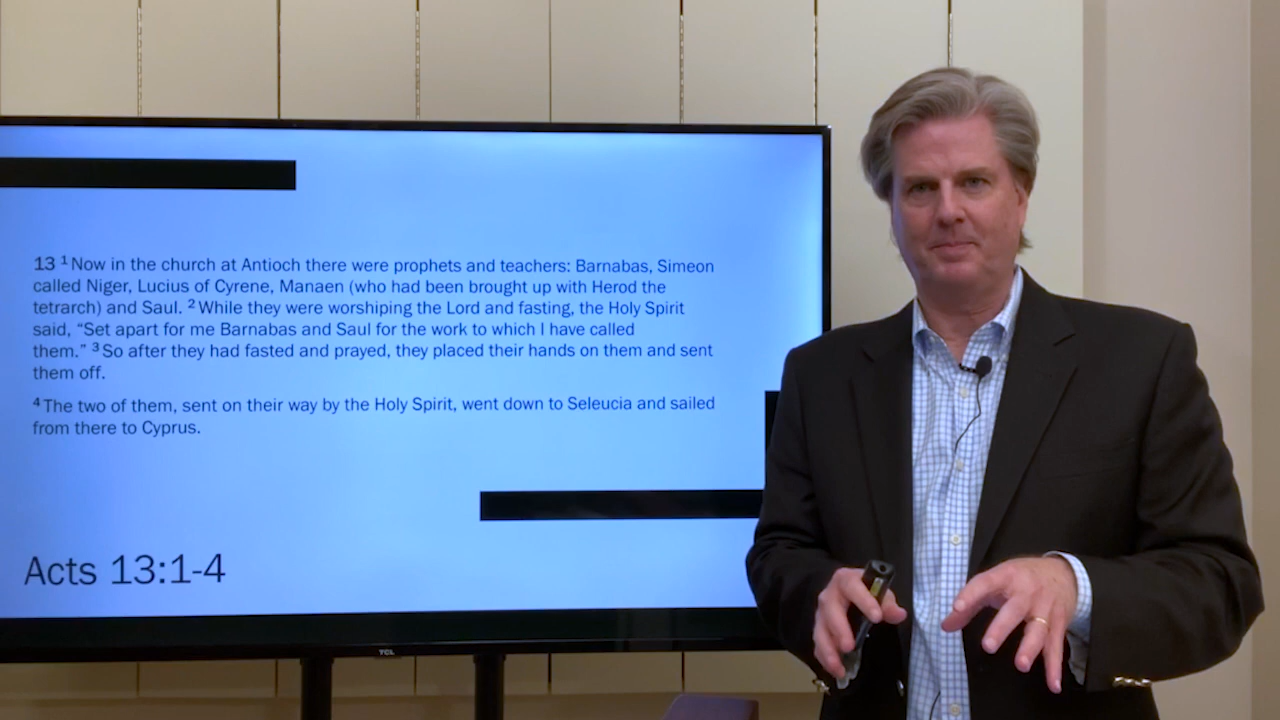 13 ¹ Now in the church at Antioch there were prophets and teachers: Barnabas, Simeon
called Niger, Lucius of Cyrene, Manaen (who had been brought up with Herod the
tetrarch) and Saul. ² While they were worshiping the Lord and fasting, the Holy Spirit
said, “Set apart for me Barnabas and Saul for the work to which I have called
them.” ³ So after they had fasted and prayed, they placed their hands on them and sent
them off.
⁴ The two of them, sent on their way by the Holy Spirit, went down to Seleucia and sailed
from there to Cyprus.
Acts 13:1-4
TCL